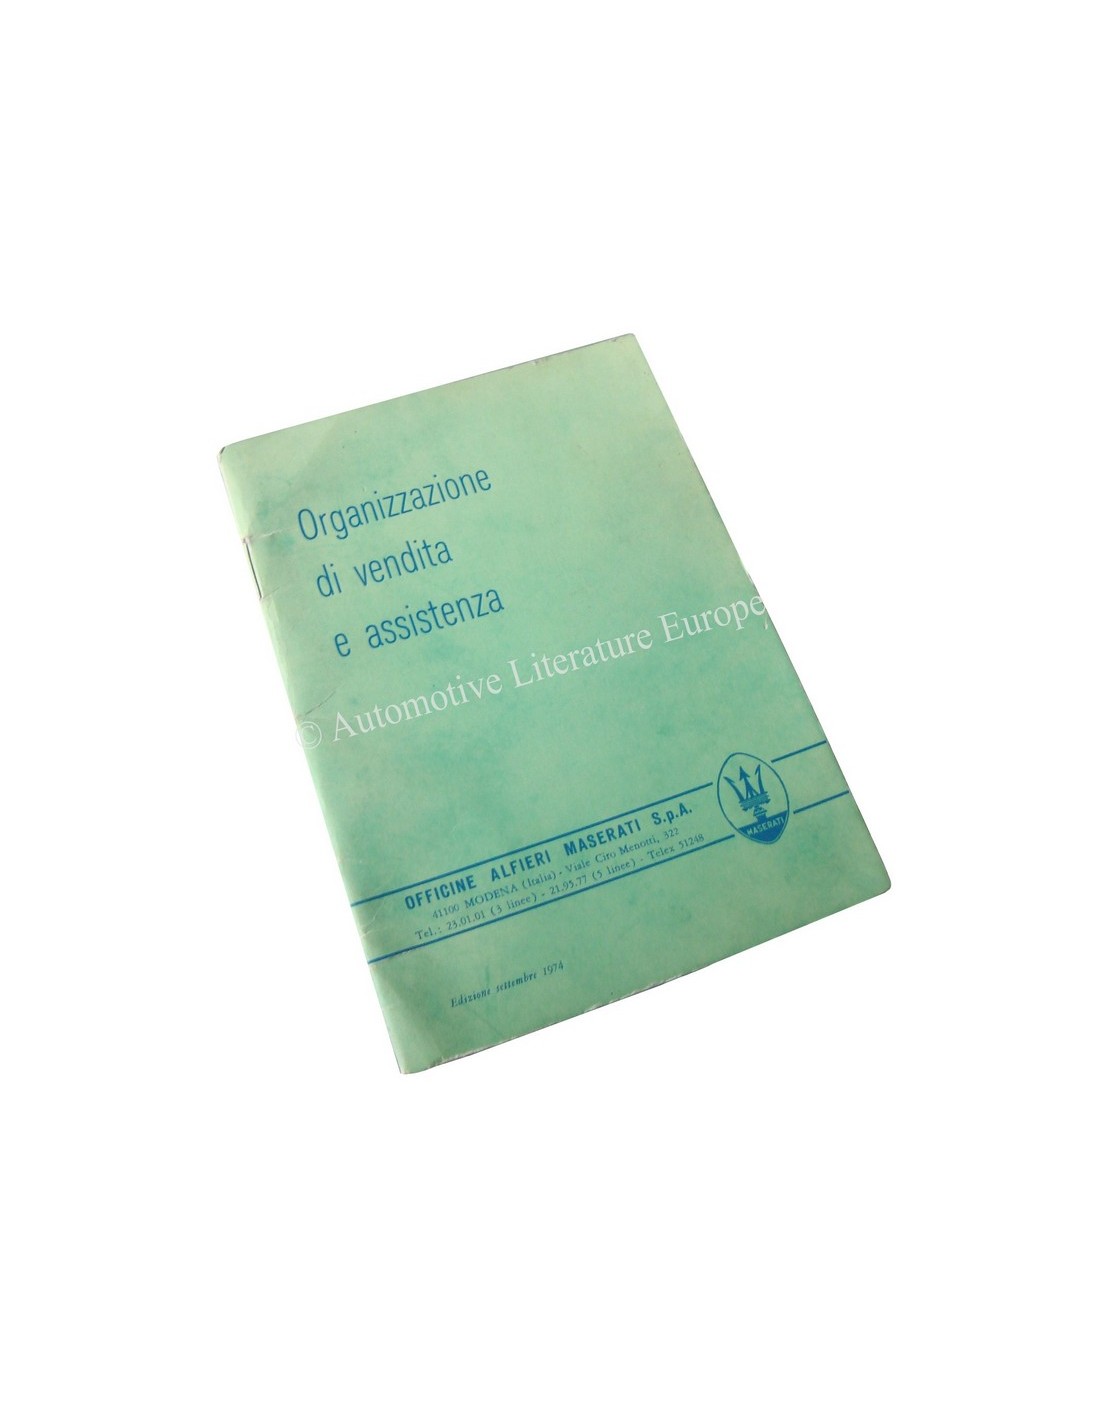 Organizzazione
di vendita
e assistenza
© Automotive Literature Europe
OFFICINE ALFIERI MASERATI S.p.A.
41100 MODENA (Italia) - Viale Ciro Menotti, 322
Tel.: 23.01.01 (3 linee) - 21.95.77 (5 linee) - Telex 51248
MASERATI
Edizione settembre 1974